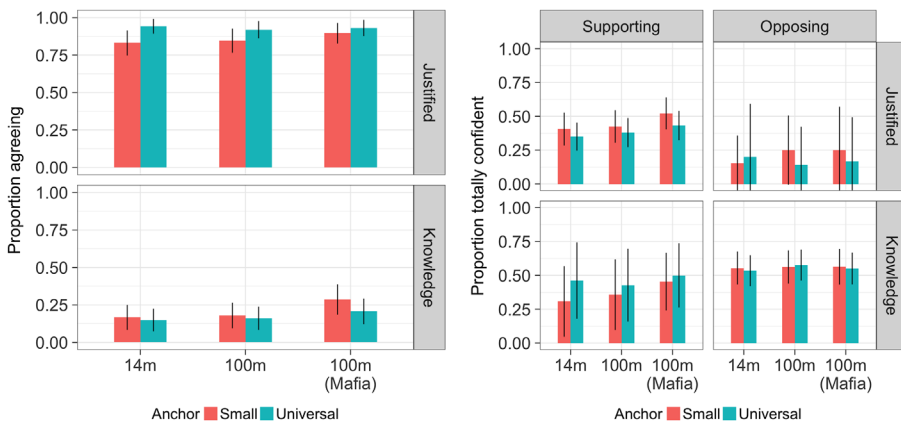 Proportion agreeing
1.00
0.75
0.50
0.25
0.00
Justified
1.00
0.75
0.50
0.25
0.00
Knowledge
14m
100m
100m
(Mafia)
Anchor Small Universal
Proportion totally confident
Supporting
Opposing
1.00
0.75
0.50
0.25
0.00
Justified
1.00
0.75
0.50
0.25
0.00
Knowledge
14m
100m
100m
(Mafia)
14m
100m
100m
(Mafia)
Anchor Small Universal